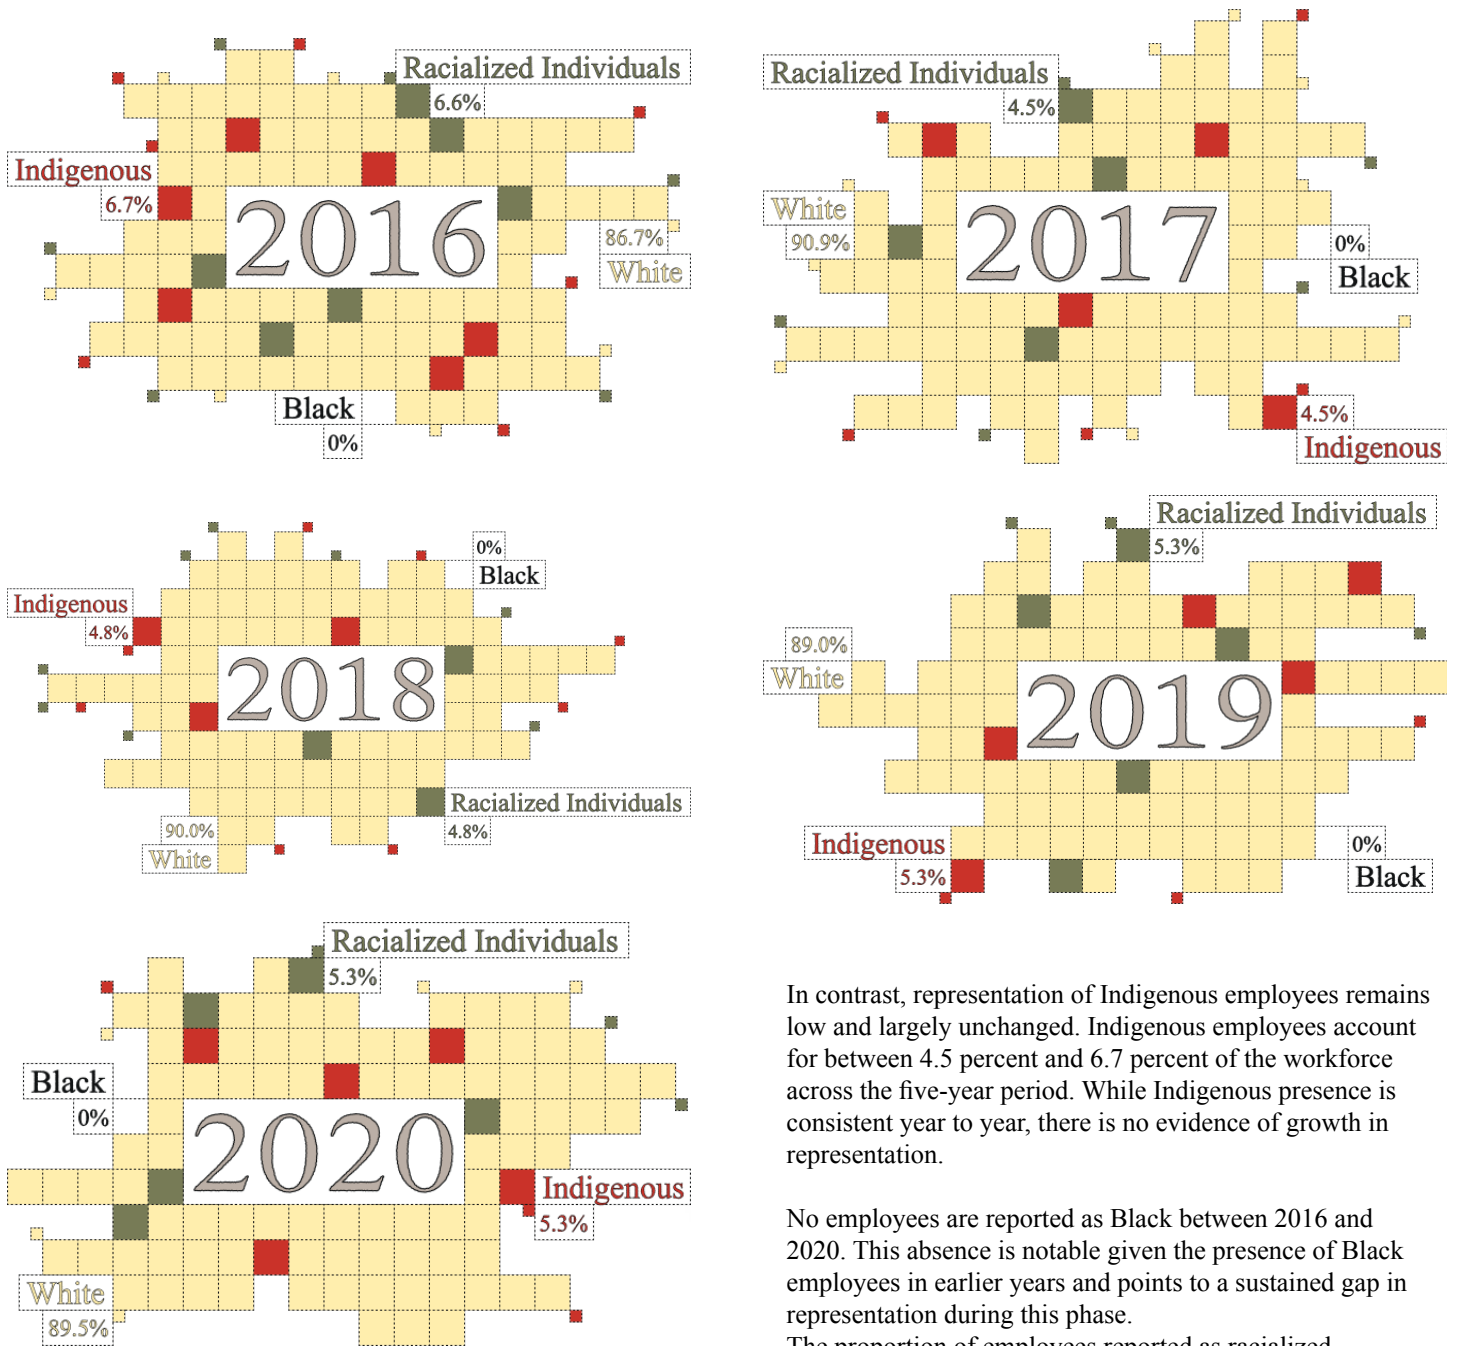 Racialized Individuals
6.6%
Indigenous
6.7%
2016
86.7%
White
Black
0%
Racialized Individuals
4.5%
White
90.9%
2017
0%
Black
4.5%
Indigenous
0%
Black
Indigenous
4.8%
2018
Racialized Individuals
4.8%
90.0%
White
Racialized Individuals
5.3%
89.0%
White
2019
Indigenous
5.3%
0%
Black
Racialized Individuals
5.3%
Black
0%
2020
Indigenous
5.3%
White
89.5%
In contrast, representation of Indigenous employees remains
low and largely unchanged. Indigenous employees account
for between 4.5 percent and 6.7 percent of the workforce
across the five-year period. While Indigenous presence is
consistent year to year, there is no evidence of growth in
representation.
No employees are reported as Black between 2016 and
2020. This absence is notable given the presence of Black
employees in earlier years and points to a sustained gap in
representation during this phase.
The proportion of employees reported as racialized